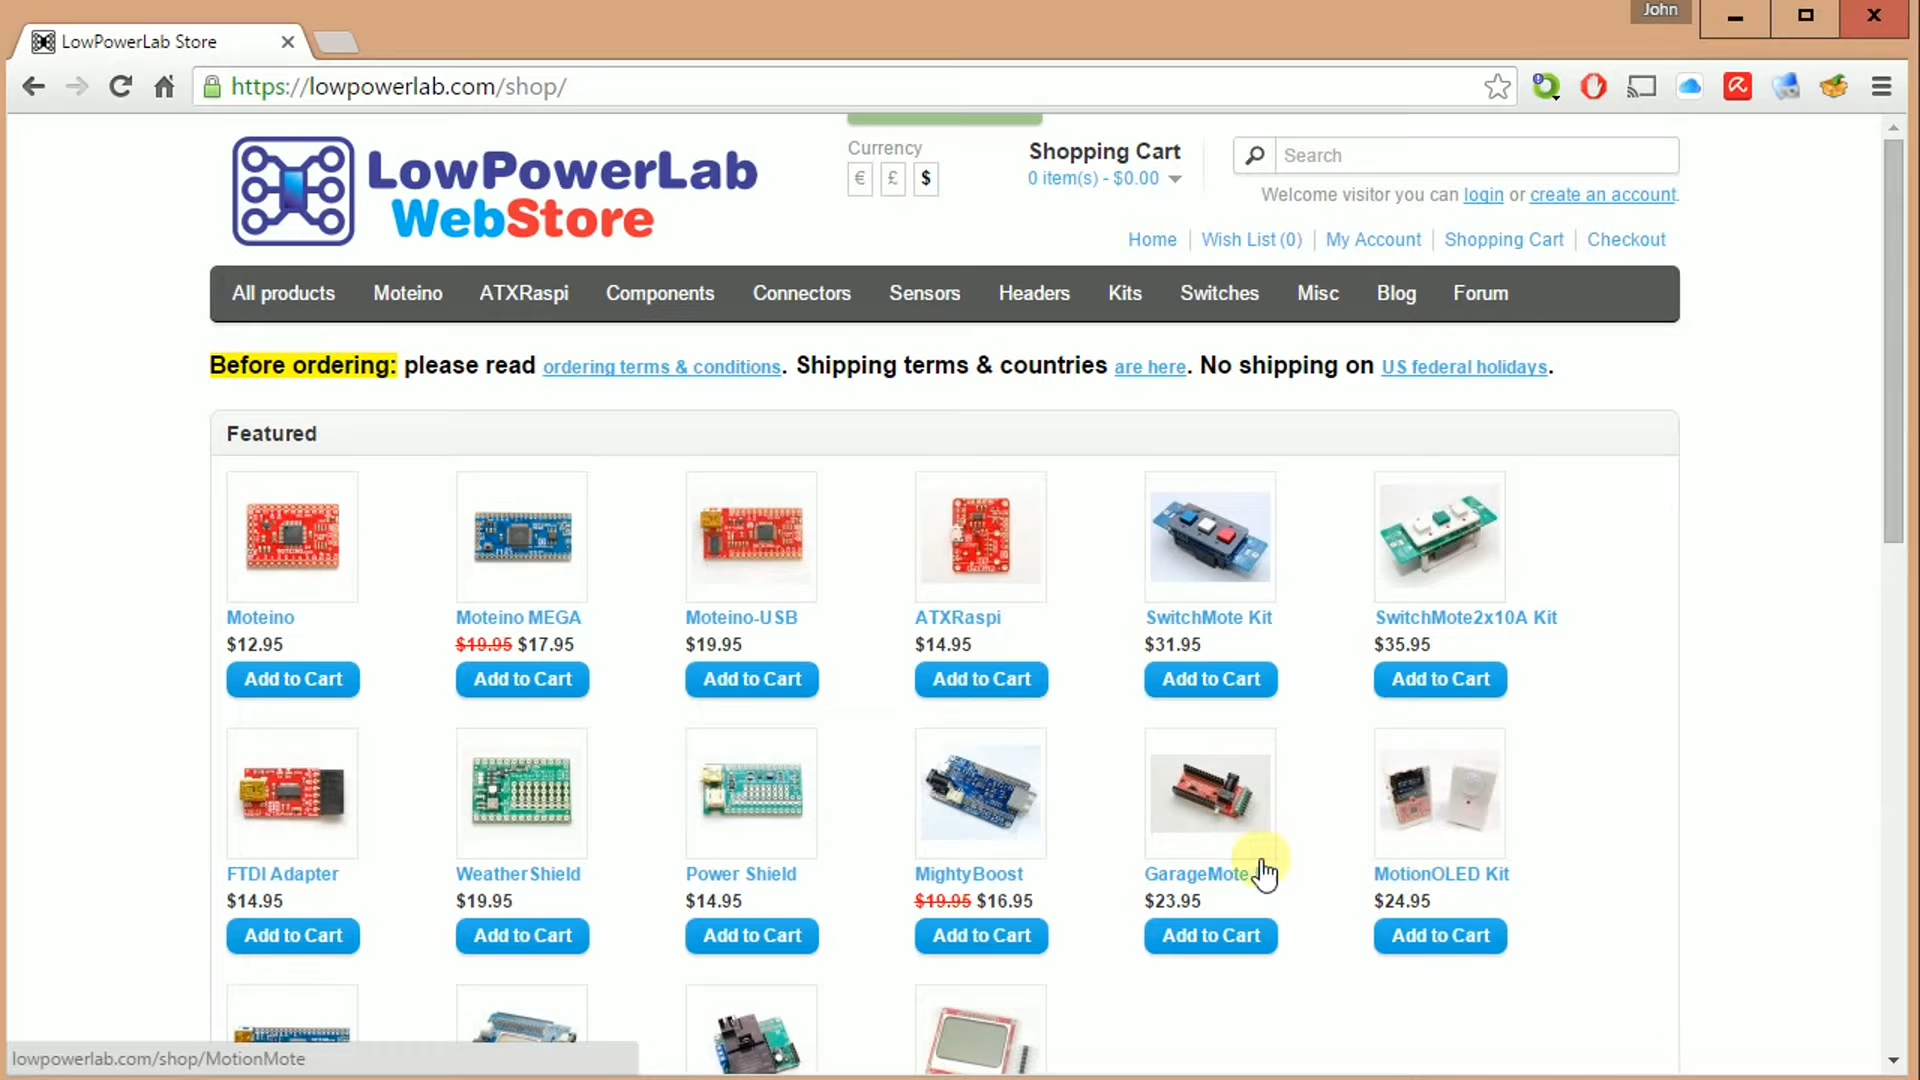 John
LowPowerLab Store
https://lowpowerlab.com/shop/
LowPowerLab
WebStore
Currency
€ £ $
Shopping Cart
0 item(s) - $0.00
Search
Welcome visitor you can login or create an account.
Home Wish List (0) My Account Shopping Cart Checkout
All products Moteino ATXRaspi Components Connectors Sensors Headers Kits Switches Misc Blog Forum
Before ordering: please read ordering terms & conditions. Shipping terms & countries are here. No shipping on US federal holidays.
Featured
Moteino Moteino MEGA Moteino-USB ATXRaspi SwitchMote Kit SwitchMote2x10A Kit
$12.95 $19.95 $17.95 $19.95 $14.95 $31.95 $35.95
Add to Cart Add to Cart Add to Cart Add to Cart Add to Cart Add to Cart
FTDI Adapter WeatherShield Power Shield MightyBoost GarageMote MotionOLED Kit
$14.95 $19.95 $14.95 $19.95 $16.95 $23.95 $24.95
Add to Cart Add to Cart Add to Cart Add to Cart Add to Cart Add to Cart
lowpowerlab.com/shop/MotionMote